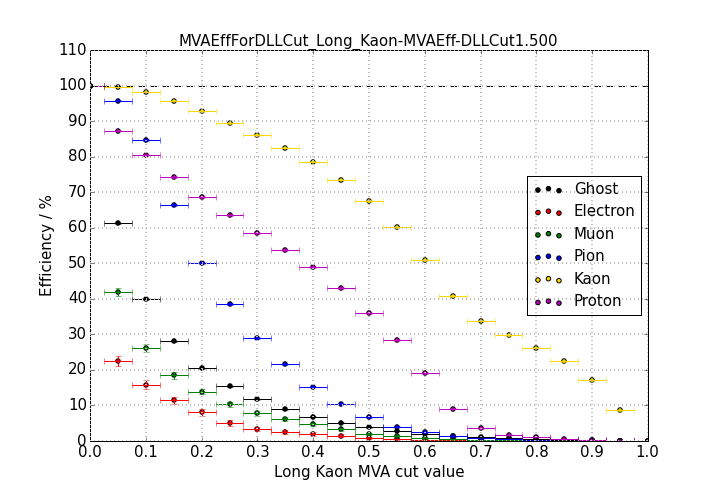 MVAEffForDLLCut_Long_Kaon-MVAEff-DLLCut1.500
110
100
90
80
70
60
50
40
30
20
10
0
Efficiency / %
Ghost
Electron
Muon
Pion
Kaon
Proton
0.0 0.1 0.2 0.3 0.4 0.5 0.6 0.7 0.8 0.9 1.0
Long Kaon MVA cut value